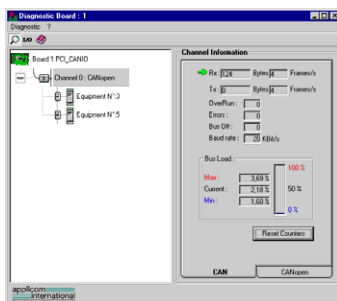 Diagnostic Board : 1
Diagnostic ?
I/O
Board 1 PCI_CANIO
Channel 0 : CANopen
Equipment N°:3
Equipment N°:5
Channel Information
Rx: 124 Bytes 4 Frames/s
Tx: 0 Bytes 4 Frames/s
OverRun : 0
Errors : 0
Bus Off : 0
Baud rate : 20 KBit/s
Bus Load :
100 %
Max : 3,69 %
Current : 2,18 % 50 %
Min : 1,60 %
0 %
Reset Counters
CAN CANopen
applicom
international